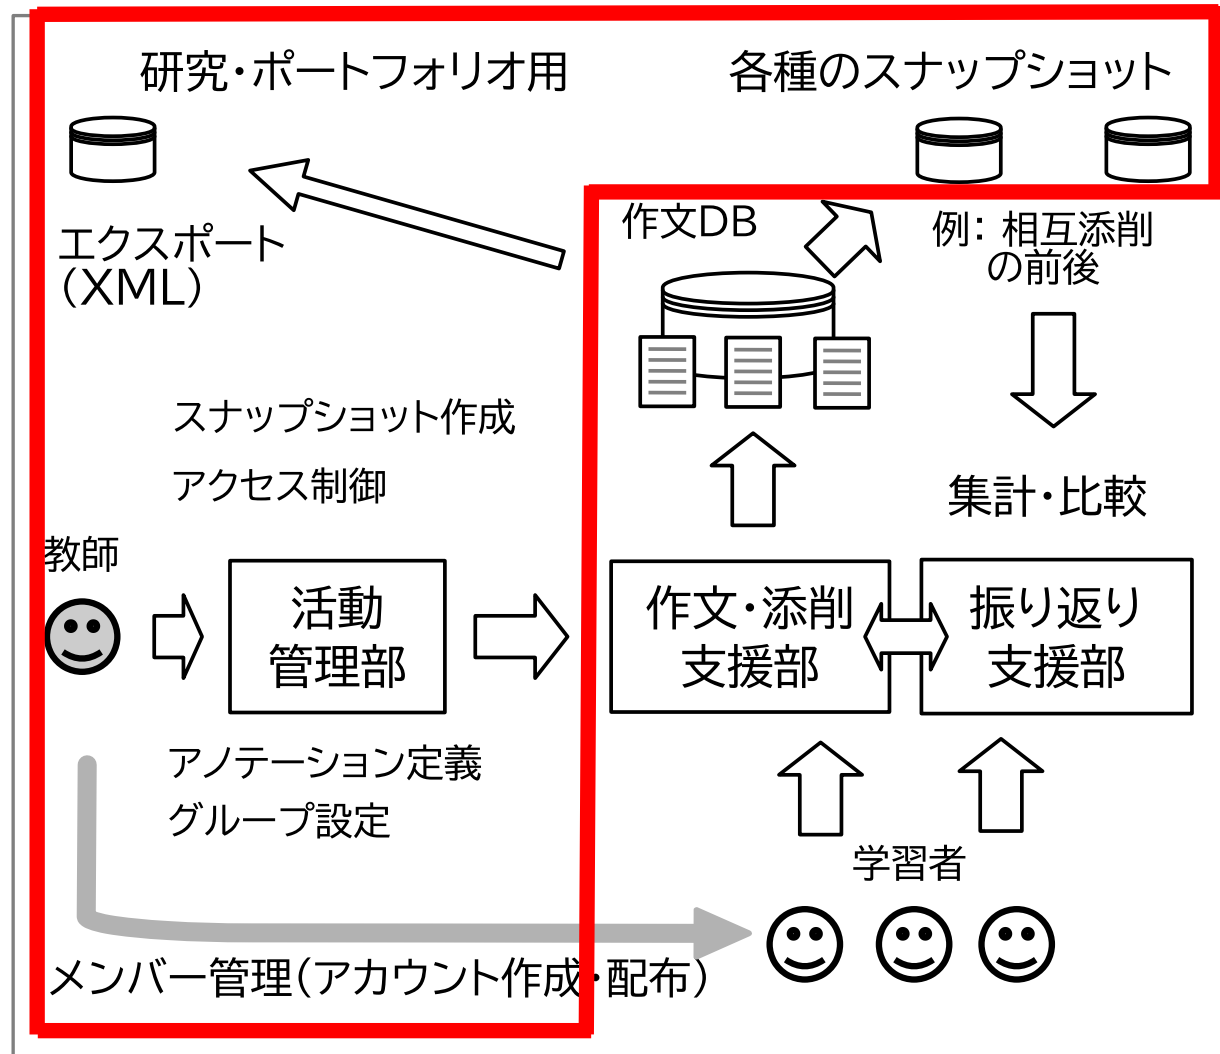 研究・ポートフォリオ用
各種のスナップショット
エクスポート
（XML）
作文DB
例：相互添削
の前後
スナップショット作成
アクセス制御
集計・比較
教師
活動
管理部
作文・添削
支援部
振り返り
支援部
アノテーション定義
グループ設定
学習者
メンバー管理（アカウント作成・配布）